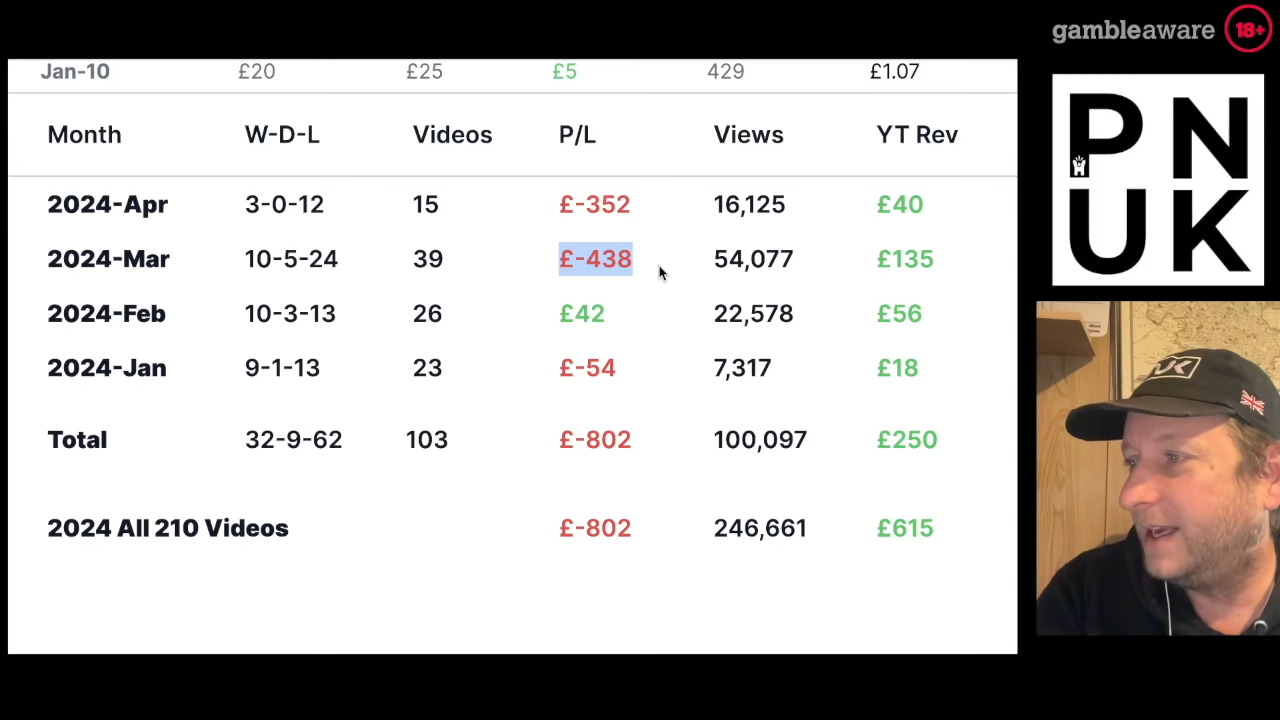 gambleaware 18+
Jan-10 £20 £25 £5 429 £1.07
Month W-D-L Videos P/L Views YT Rev
2024-Apr 3-0-12 15 £-352 16,125 £40
2024-Mar 10-5-24 39 £-438 54,077 £135
2024-Feb 10-3-13 26 £42 22,578 £56
2024-Jan 9-1-13 23 £-54 7,317 £18
Total 32-9-62 103 £-802 100,097 £250
2024 All 210 Videos £-802 246,661 £615
PN
UK
UK